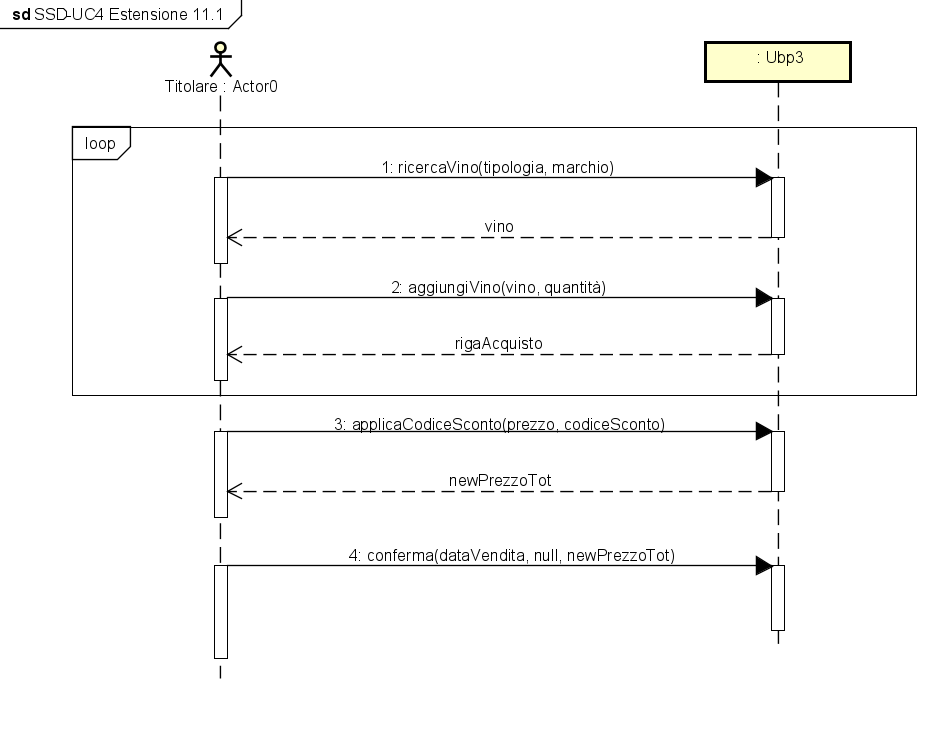 sd SSD-UC4 Estensione 11.1
Titolare : Actor0
: Ubp3
loop
1: ricercaVino(tipologia, marchio)
vino
2: aggiungiVino(vino, quantità)
rigaAcquisto
3: applicaCodiceSconto(prezzo, codiceSconto)
newPrezzoTot
4: conferma(dataVendita, null, newPrezzoTot)